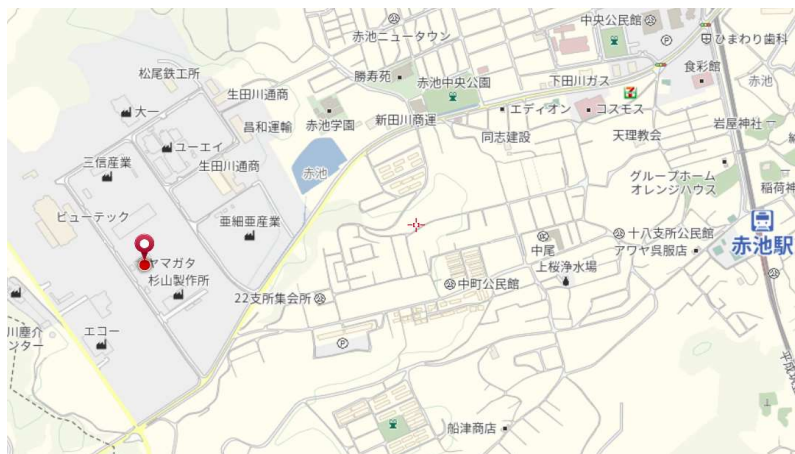 中央公民館
赤池ニュータウン
ひまわり歯科
松尾鉄工所
勝寿苑
赤池中央公園
下田川ガス
食彩館
赤池
生田川通商
大一
エディオン
コスモス
昌和運輸
赤池学園
新田川商運
岩屋神社
同志建設
天理教会
ユーエイ
三信産業
生田川通商
赤池
グループホーム
オレンジハウス
稲荷神
ビューテック
亜細亜産業
十八支所公民館
中尾
アワヤ呉服店
赤池駅
ヤマガタ
杉山製作所
上桜浄水場
中町公民館
22支所集会所
エコー
川塵介
ンター
平成筑
船津商店